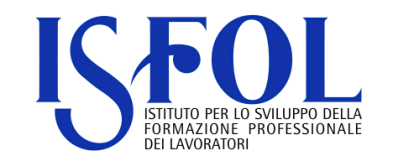 ISFOL
ISTITUTO PER LO SVILUPPO DELLA
FORMAZIONE PROFESSIONALE
DEI LAVORATORI